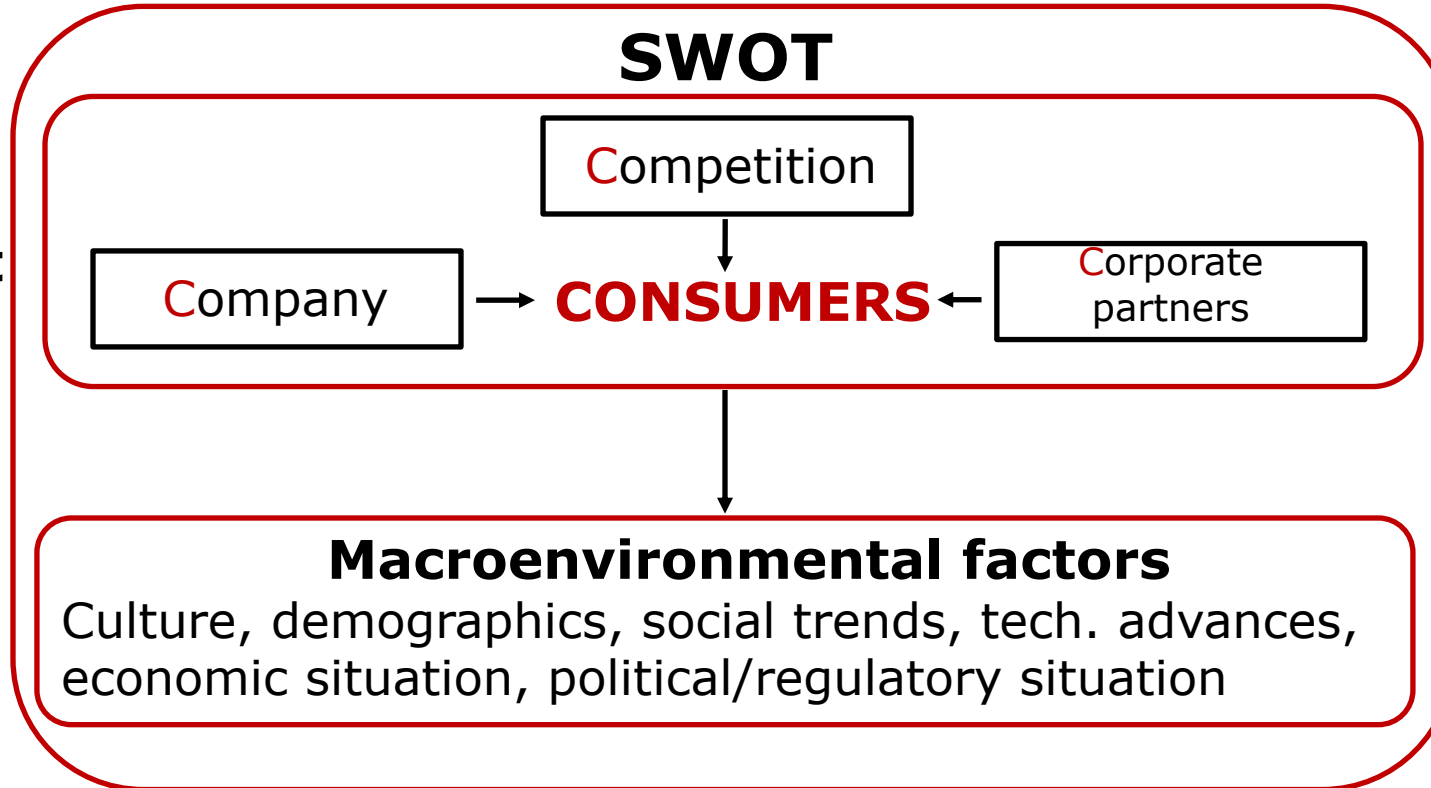 SWOT
Competition
Company
CONSUMERS
Corporate
partners
Macroenvironmental factors
Culture, demographics, social trends, tech. advances,
economic situation, political/regulatory situation